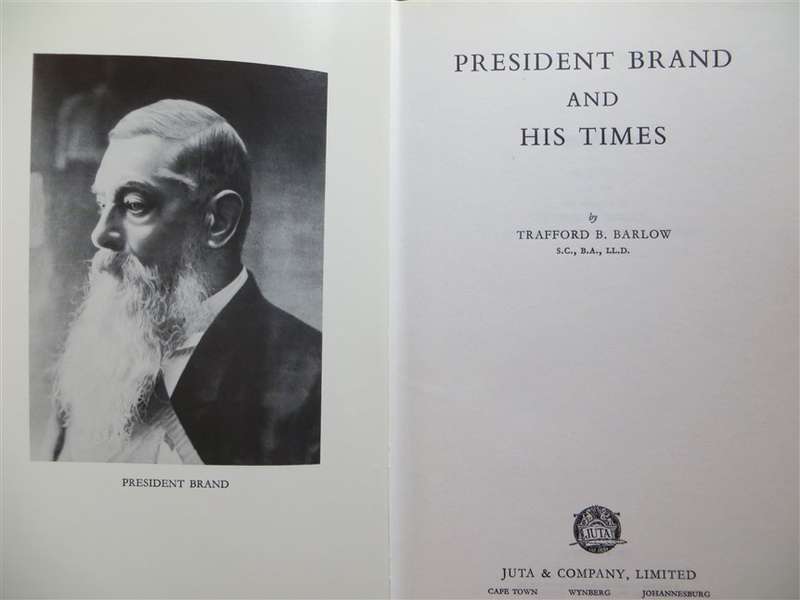 PRESIDENT BRAND
PRESIDENT BRAND
AND
HIS TIMES
by
TRAFFORD B. BARLOW
S.C., B.A., LL.D.
JUTA
JUTA & COMPANY, LIMITED
CAPE TOWN WYNBERG JOHANNESBURG